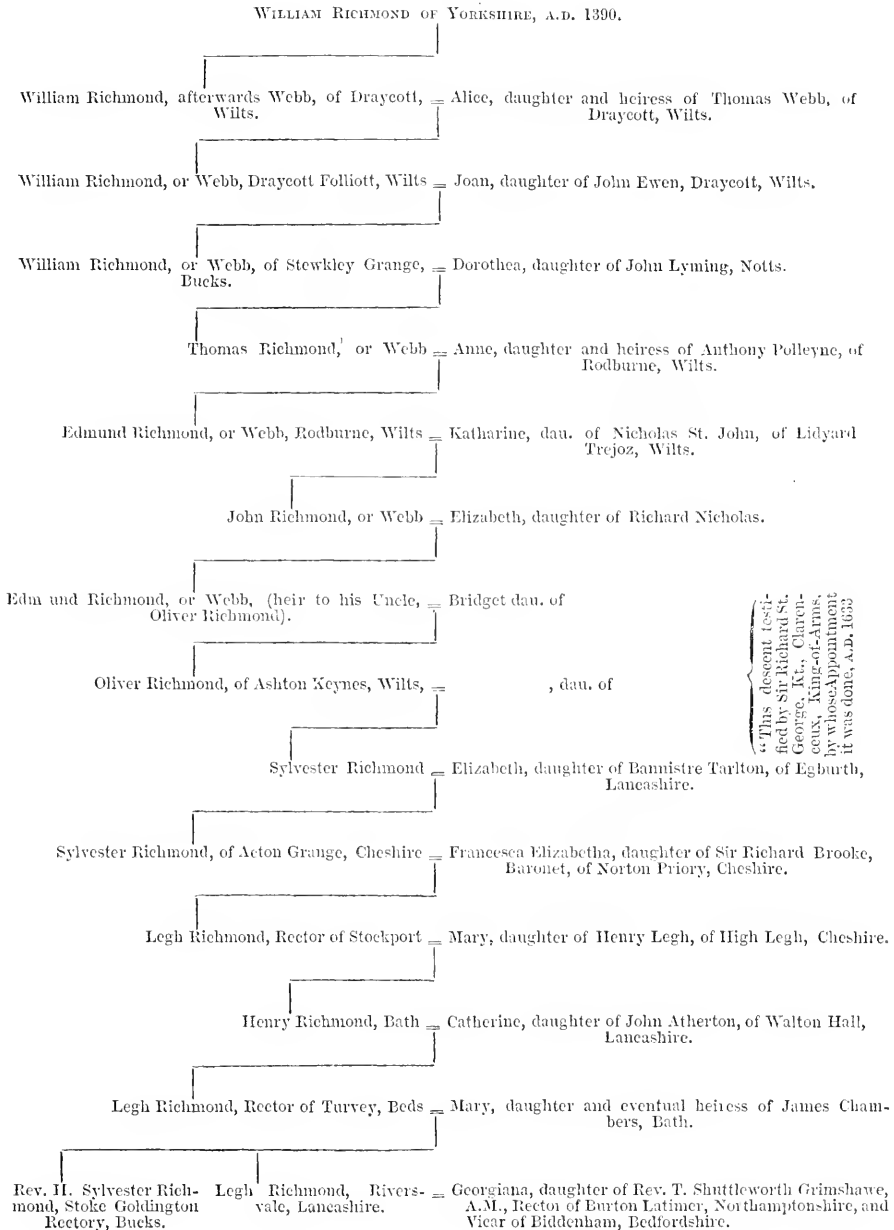 WILLIAM RICHMOND OF YORKSHIRE, A.D. 1390.
William Richmond, afterwards Webb, of Draycott, = Alice, daughter and heiress of Thomas Webb, of
Wilts. Draycott, Wilts.
William Richmond, or Webb, Draycott Folliott, Wilts = Joan, daughter of John Ewen, Draycott, Wilts.
William Richmond, or Webb, of Stewkley Grange, = Dorothea, daughter of John Lyming, Notts.
Bucks.
Thomas Richmond, or Webb = Anne, daughter and heiress of Anthony Polleyne, of
Rodburne, Wilts.
Edmund Richmond, or Webb, Rodburne, Wilts = Katharine, dau. of Nicholas St. John, of Lidyard
Trejoz, Wilts.
John Richmond, or Webb = Elizabeth, daughter of Richard Nicholas.
Edm und Richmond, or Webb, (heir to his Uncle, = Bridget dau. of
Oliver Richmond).
Oliver Richmond, of Ashton Keynes, Wilts, = , dau. of
"This descent testi-
fied by Sir Richard St.
George, Kt., Claren-
ceux, King-of-Arms,
by whose Appointment
it was done, A.D. 1633
Sylvester Richmond = Elizabeth, daughter of Bannistre Tarlton, of Egburth,
Lancashire.
Sylvester Richmond, of Acton Grange, Cheshire = Francesca Elizabetha, daughter of Sir Richard Brooke,
Baronet, of Norton Priory, Cheshire.
Legh Richmond, Rector of Stockport = Mary, daughter of Henry Legh, of High Legh, Cheshire.
Henry Richmond, Bath = Catherine, daughter of John Atherton, of Walton Hall,
Lancashire.
Legh Richmond, Rector of Turvey, Beds = Mary, daughter and eventual heiress of James Cham-
bers, Bath.
Rev. H. Sylvester Rich- Legh Richmond, Rivers- = Georgiana, daughter of Rev. T. Shuttleworth Grimshawe,
mond, Stoke Goldington vale, Lancashire. A.M., Rector of Burton Latimer, Northamptonshire, and
Rectory, Bucks. Vicar of Biddenham, Bedfordshire.